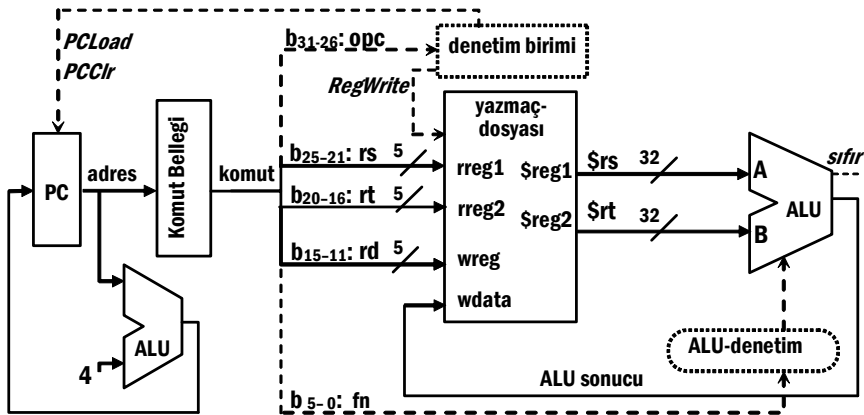 PCLoad
PCClr
b31-26: opc
denetim birimi
RegWrite
yazmaç-
dosyası
PC
adres
Komut Bellegi
komut
b25-21: rs
5
rreg1
$reg1
$rs
32
A
sıfır
b20-16: rt
5
rreg2
$reg2
$rt
32
B
ALU
b15-11: rd
5
wreg
wdata
4
ALU
ALU-denetim
ALU sonucu
b 5-0: fn